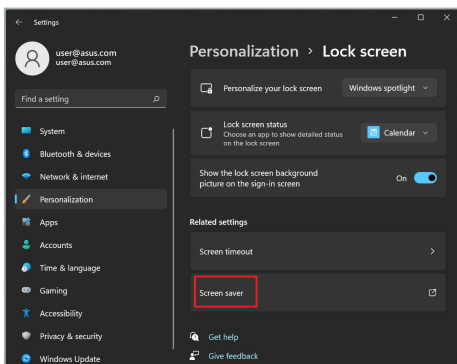 Settings
user@asus.com
user@asus.com
Find a setting
System
Bluetooth & devices
Network & internet
Personalization
Apps
Accounts
Time & language
Gaming
Accessibility
Privacy & security
Windows Update
Personalization > Lock screen
Personalize your lock screen
Windows spotlight
Lock screen status
Choose an app to show detailed status
on the lock screen
Calendar
Show the lock screen background
picture on the sign-in screen
On
Related settings
Screen timeout
Screen saver
Get help
Give feedback